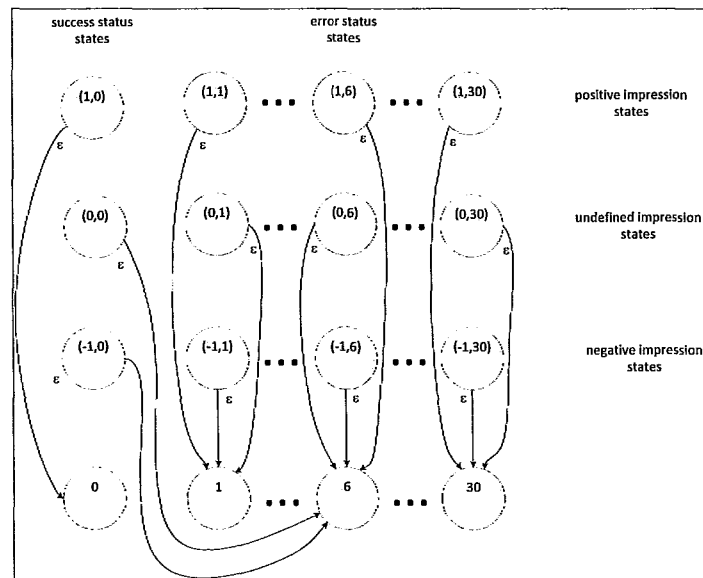 success status
states
error status
states
(1,0) (1,1) ▪ ▪ ▪ (1,6) ▪ ▪ ▪ (1,30)
positive impression
states
ε ε ε ε
(0,0) (0,1) ▪ ▪ ▪ (0,6) ▪ ▪ ▪ (0,30)
undefined impression
states
ε ε ε ε
(-1,0) (-1,1) ▪ ▪ ▪ (-1,6) ▪ ▪ ▪ (-1,30)
negative impression
states
ε ε ε ε
0 1 ▪ ▪ ▪ 6 ▪ ▪ ▪ 30